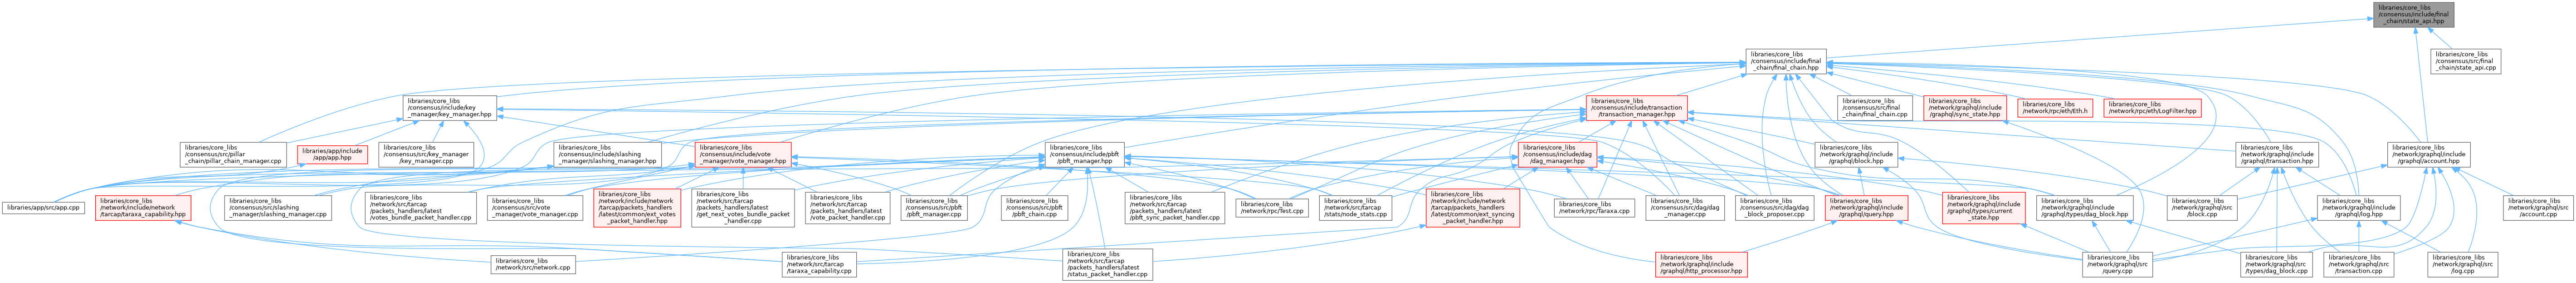 libraries/core_libs
/consensus/include/final
_chain/state_api.hpp
libraries/core_libs
/consensus/include/final
_chain/final_chain.hpp
libraries/core_libs
/consensus/src/final
_chain/state_api.cpp
libraries/core_libs
/consensus/include/key
_manager/key_manager.hpp
libraries/core_libs
/consensus/include/transaction
_manager/transaction
/transaction_manager.hpp
libraries/core_libs
/consensus/src/final
_chain/final_chain.cpp
libraries/core_libs
/network/graphql/include
/graphql/sync_state.hpp
libraries/core_libs
/network/rpc/eth/Eth.h
libraries/core_libs
/network/rpc/eth/LogFilter.hpp
libraries/core_libs
/consensus/src/pillar
_chain/pillar_chain_manager.cpp
libraries/app/include
/app/app.hpp
libraries/core_libs
/consensus/src/key_manager
/key_manager.cpp
libraries/core_libs
/consensus/include/slashing
_manager/slashing_manager.hpp
libraries/core_libs
/consensus/include/vote
_manager/vote_manager.hpp
libraries/core_libs
/consensus/include/pbft
/pbft_manager.hpp
libraries/core_libs
/consensus/include/dag
/dag_manager.hpp
libraries/core_libs
/network/graphql/include
/graphql/block.hpp
libraries/core_libs
/network/graphql/include
/graphql/transaction.hpp
libraries/core_libs
/network/graphql/include
/graphql/account.hpp
libraries/app/src/app.cpp
libraries/core_libs
/network/include/network
/tarcap/taraxa_capability.hpp
libraries/core_libs
/consensus/src/slashing
_manager/slashing_manager.cpp
libraries/core_libs
/network/src/tarcap
/packets_handlers/latest
/votes_bundle_packet_handler.cpp
libraries/core_libs
/consensus/src/vote
_manager/vote_manager.cpp
libraries/core_libs
/network/include/network
/tarcap/packets_handlers
/latest/common/ext_votes
_packet_handler.hpp
libraries/core_libs
/network/src/tarcap
/packets_handlers/latest
/get_next_votes_bundle_packet
_handler.cpp
libraries/core_libs
/network/src/tarcap
/packets_handlers/latest
/vote_packet_handler.cpp
libraries/core_libs
/consensus/src/pbft
/pbft_manager.cpp
libraries/core_libs
/consensus/src/pbft
/pbft_chain.cpp
libraries/core_libs
/network/src/tarcap
/packets_handlers/latest
/pbft_sync_packet_handler.cpp
libraries/core_libs
/network/rpc/Test.cpp
libraries/core_libs
/network/src/tarcap
/stats/node_stats.cpp
libraries/core_libs
/network/include/network
/tarcap/packets_handlers
/latest/common/ext_syncing
_packet_handler.hpp
libraries/core_libs
/network/rpc/Taraxa.cpp
libraries/core_libs
/consensus/src/dag/dag
_manager.cpp
libraries/core_libs
/consensus/src/dag/dag
_block_proposer.cpp
libraries/core_libs
/network/graphql/include
/graphql/query.hpp
libraries/core_libs
/network/graphql/include
/graphql/types/current
_state.hpp
libraries/core_libs
/network/graphql/include
/graphql/types/dag_block.hpp
libraries/core_libs
/network/graphql/src
/block.cpp
libraries/core_libs
/network/graphql/include
/graphql/log.hpp
libraries/core_libs
/network/graphql/src
/account.cpp
libraries/core_libs
/network/src/network.cpp
libraries/core_libs
/network/src/tarcap
/taraxa_capability.cpp
libraries/core_libs
/network/src/tarcap
/packets_handlers/latest
/status_packet_handler.cpp
libraries/core_libs
/network/graphql/include
/graphql/http_processor.hpp
libraries/core_libs
/network/graphql/src
/query.cpp
libraries/core_libs
/network/graphql/src
/types/dag_block.cpp
libraries/core_libs
/network/graphql/src
/transaction.cpp
libraries/core_libs
/network/graphql/src
/log.cpp